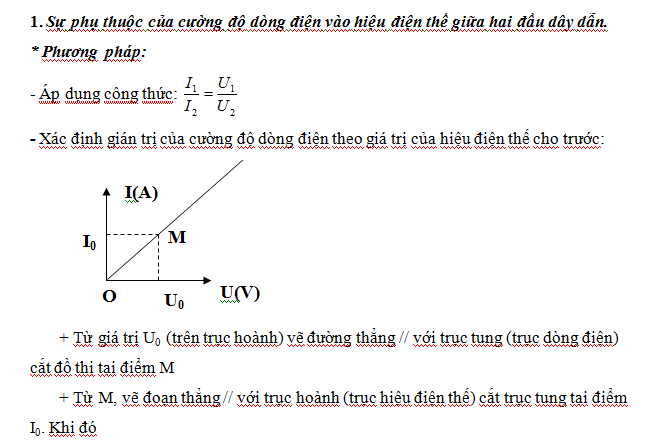 1. Sự phụ thuộc của cường độ dòng điện vào hiệu điện thế giữa hai đầu dây dẫn.
* Phương pháp:
- Áp dụng công thức: I₁/I₂ = U₁/U₂
- Xác định gián trị của cường độ dòng điện theo giá trị của hiệu điện thế cho trước:
I(A)
I₀ M
O U₀ U(V)
+ Từ giá trị U₀ (trên trục hoành) vẽ đường thẳng // với trục tung (trục dòng điện)
cắt đồ thị tai điểm M
+ Từ M, vẽ đoạn thẳng // với trục hoành (trục hiệu điện thế) cắt trục tung tại điểm
I₀. Khi đó